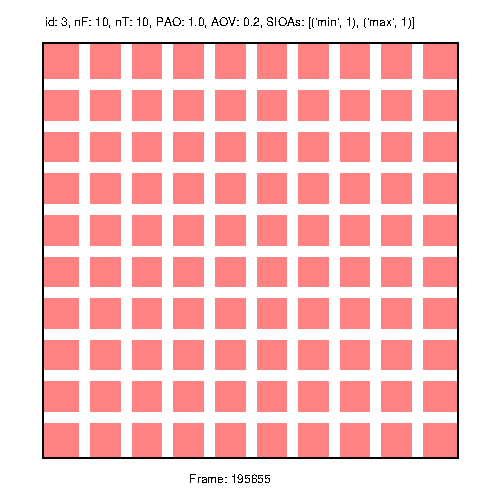 id: 3, nF: 10, nT: 10, PAO: 1.0, AOV: 0.2, SIOAs: [('min', 1), ('max', 1)]
Frame: 195655